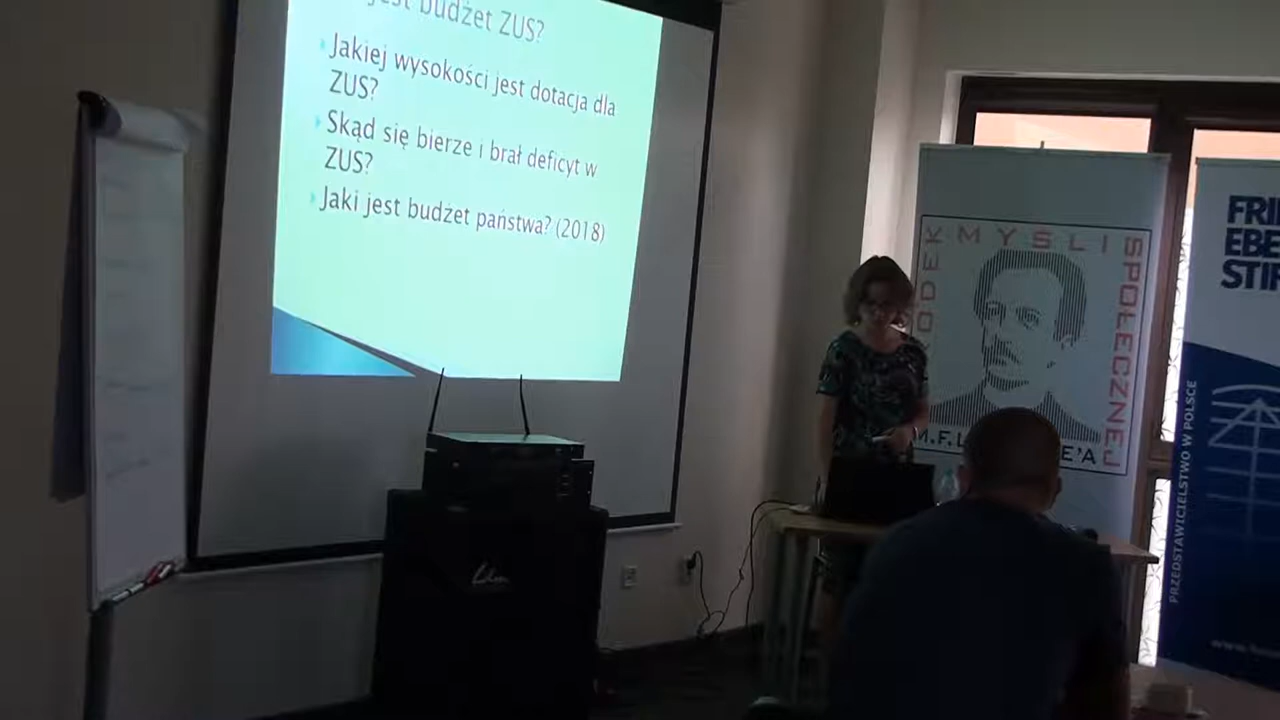 jest budżet ZUS?
Jakiej wysokości jest dotacja dla
ZUS?
Skąd się bierze i brał deficyt w
ZUS?
Jaki jest budżet państwa? (2018)
MYŚLI
SPOŁECZNEJ
M.F.
E'A
FRI
EBE
STIF
PRZEDSTAWICIELSTWO W POLSCE